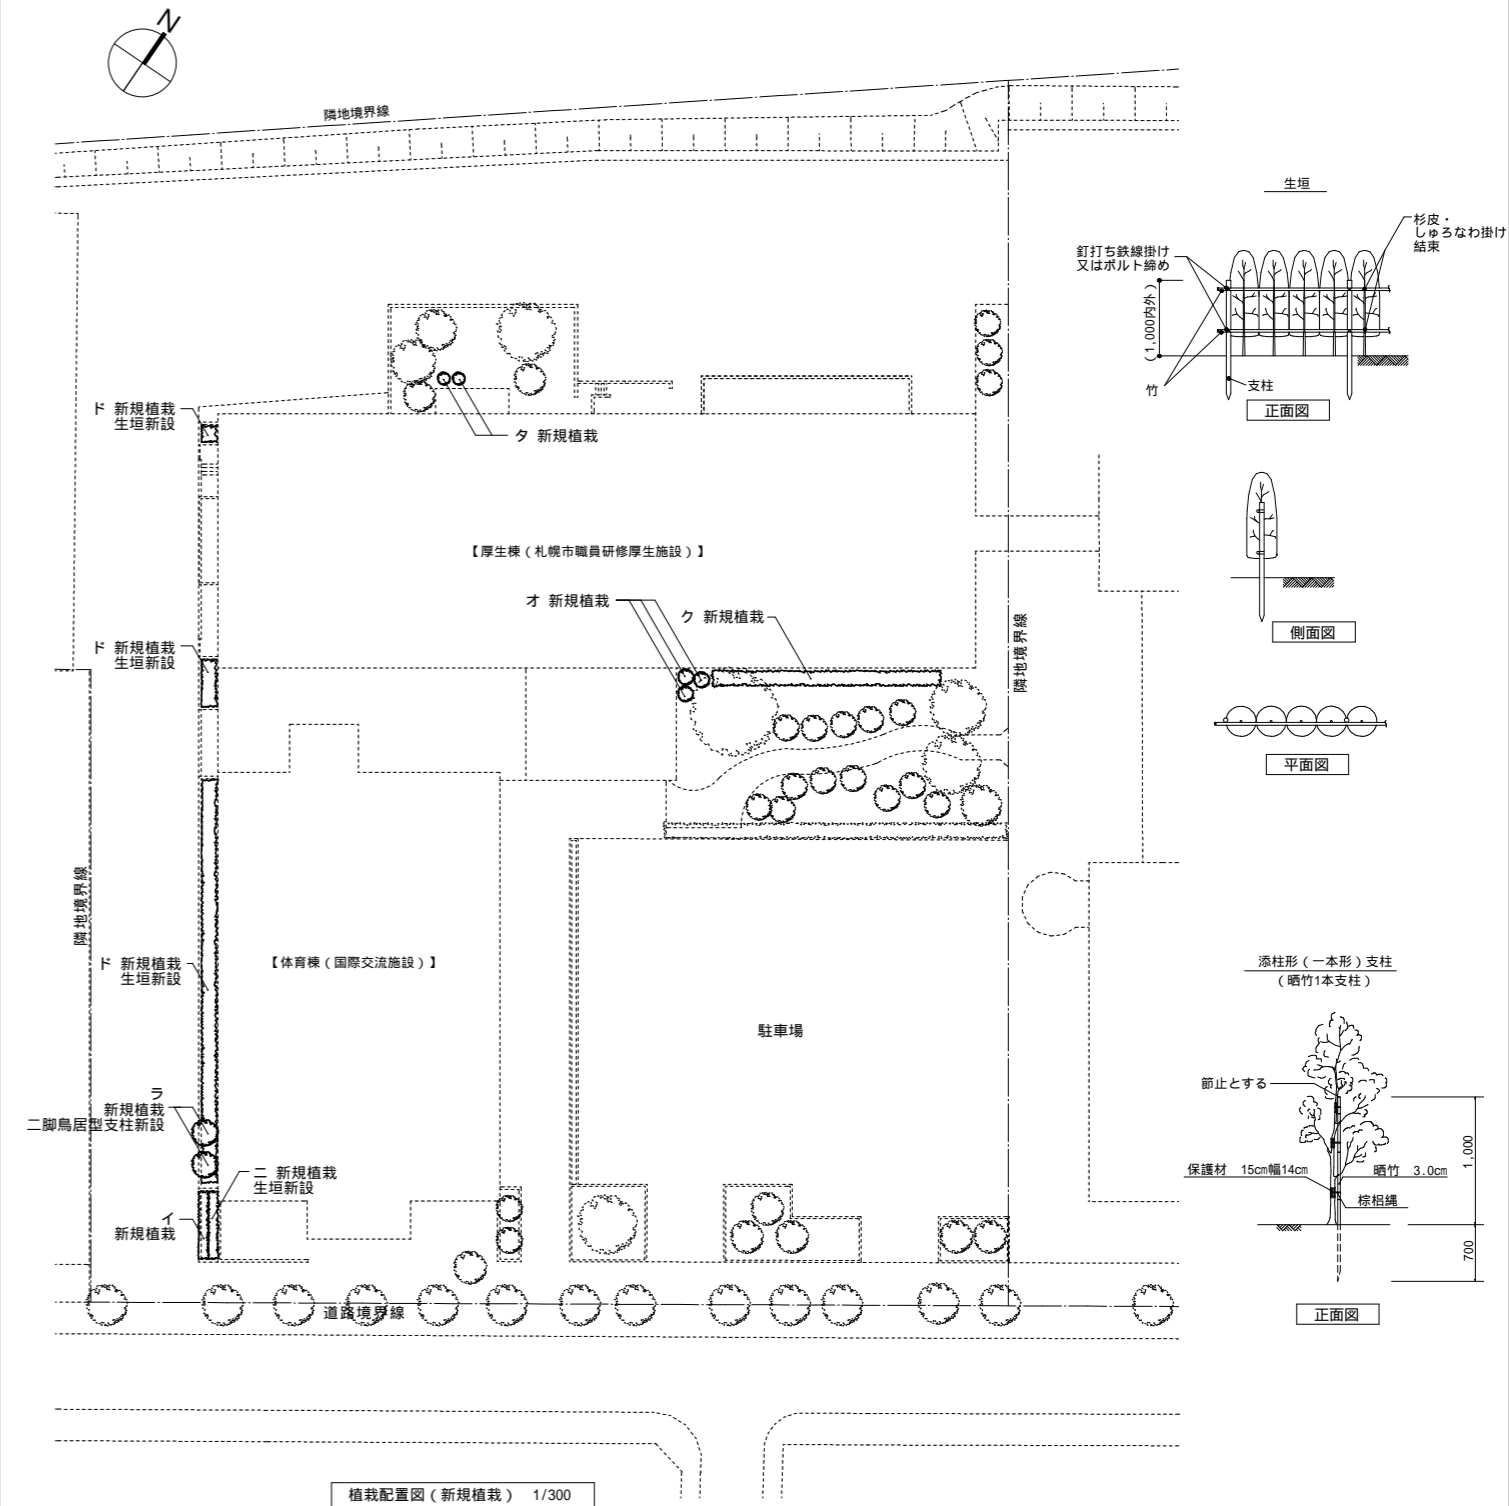 N
隣地境界線
生垣
杉皮・
しゅろなわ掛け
結束
釘打ち鉄線掛け
又はボルト締め
(1,000内外)
竹
支柱
正面図
ド 新規植栽
生垣新設
タ 新規植栽
側面図
【厚生棟(札幌市職員研修厚生施設)】
オ 新規植栽
ク 新規植栽
隣地境界線
ド 新規植栽
生垣新設
平面図
隣地境界線
ド 新規植栽
生垣新設
【体育棟(国際交流施設)】
駐車場
添柱形(一本形)支柱
(晒竹1本支柱)
節止とする
1,000
保護材 15cm幅14cm
晒竹 3.0cm
棕梠縄
700
正面図
ラ
新規植栽
二脚鳥居型支柱新設
ニ 新規植栽
生垣新設
イ
新規植栽
道路境界線
植栽配置図(新規植栽) 1/300